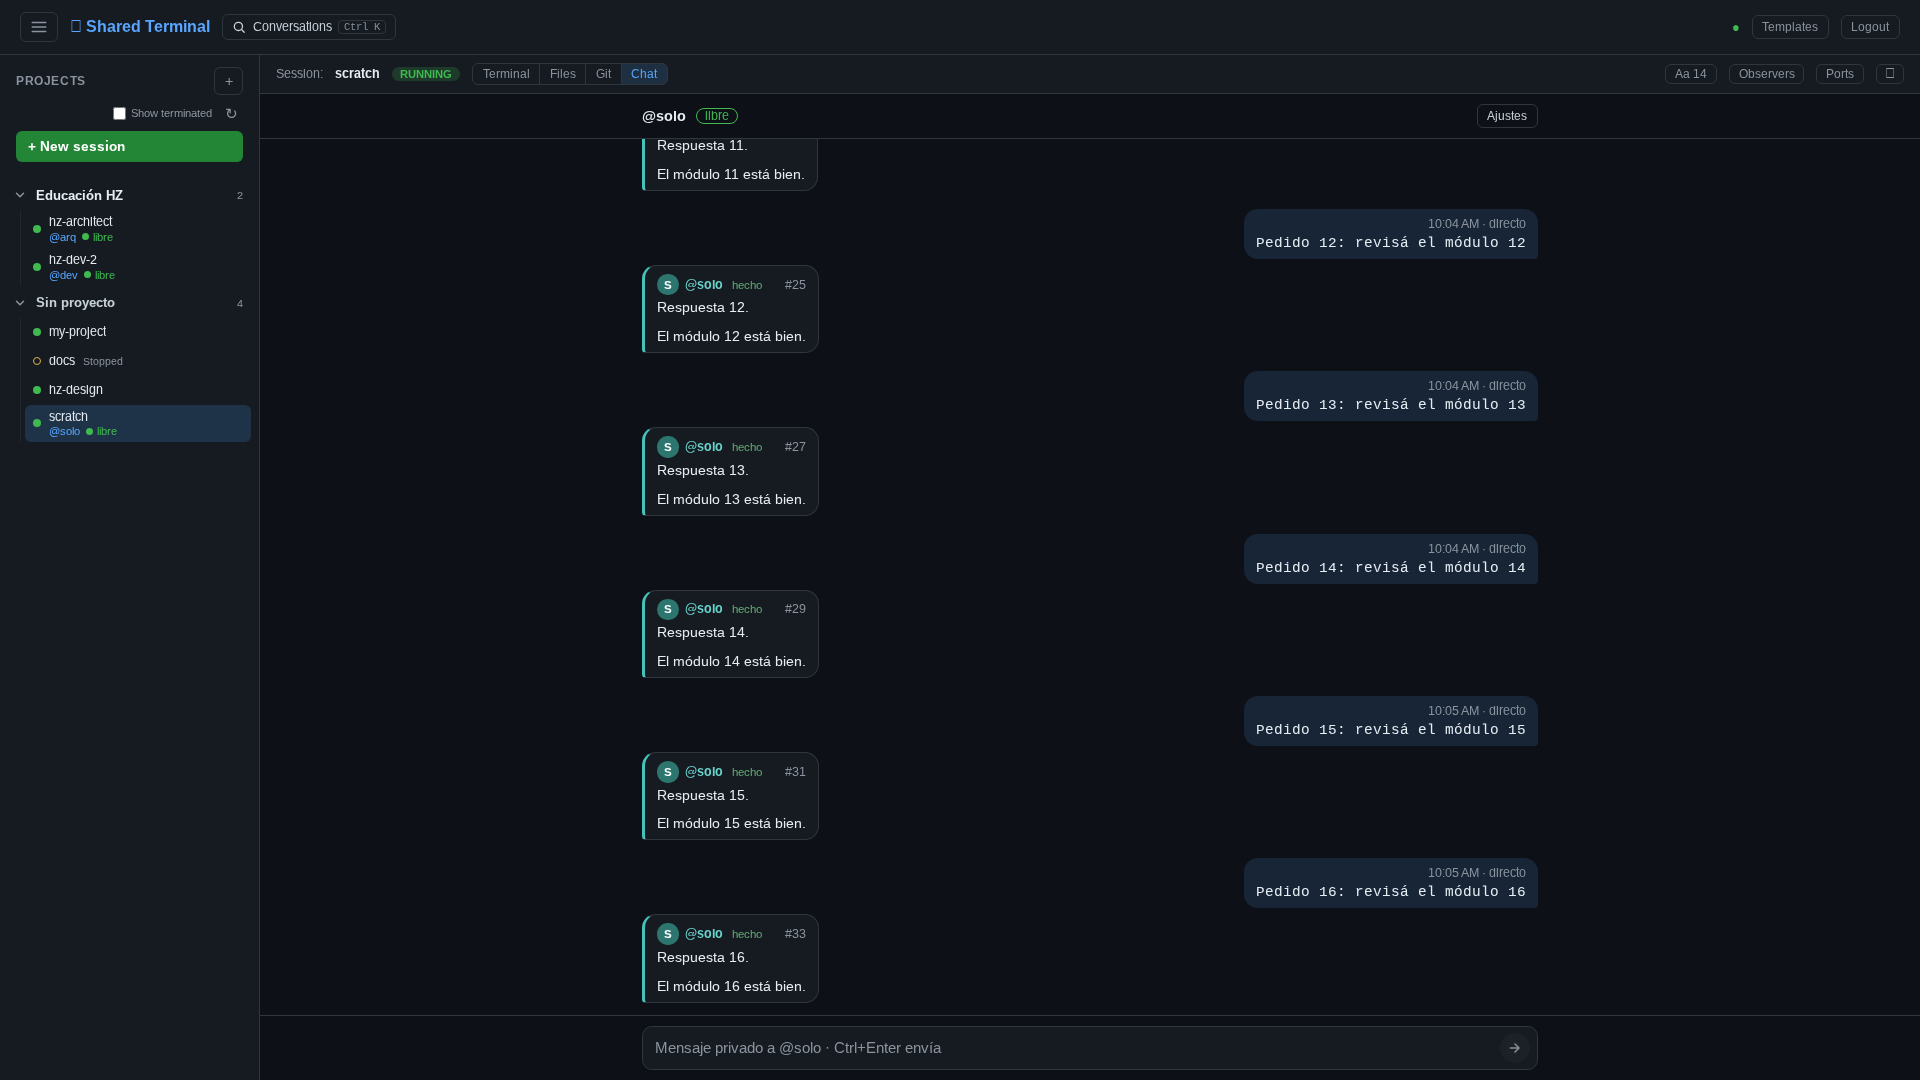 Shared Terminal
Conversations Ctrl K
Templates
Logout
PROJECTS
+
Show terminated
+ New session
Educación HZ 2
hz-architect
@arq libre
hz-dev-2
@dev libre
Sin proyecto 4
my-project
docs Stopped
hz-design
scratch
@solo libre
Session: scratch RUNNING
Terminal
Files
Git
Chat
Aa 14
Observers
Ports
@solo libre
Ajustes
Respuesta 11.
El módulo 11 está bien.
10:04 AM · directo
Pedido 12: revisá el módulo 12
S @solo hecho #25
Respuesta 12.
El módulo 12 está bien.
10:04 AM · directo
Pedido 13: revisá el módulo 13
S @solo hecho #27
Respuesta 13.
El módulo 13 está bien.
10:04 AM · directo
Pedido 14: revisá el módulo 14
S @solo hecho #29
Respuesta 14.
El módulo 14 está bien.
10:05 AM · directo
Pedido 15: revisá el módulo 15
S @solo hecho #31
Respuesta 15.
El módulo 15 está bien.
10:05 AM · directo
Pedido 16: revisá el módulo 16
S @solo hecho #33
Respuesta 16.
El módulo 16 está bien.
Mensaje privado a @solo · Ctrl+Enter envía